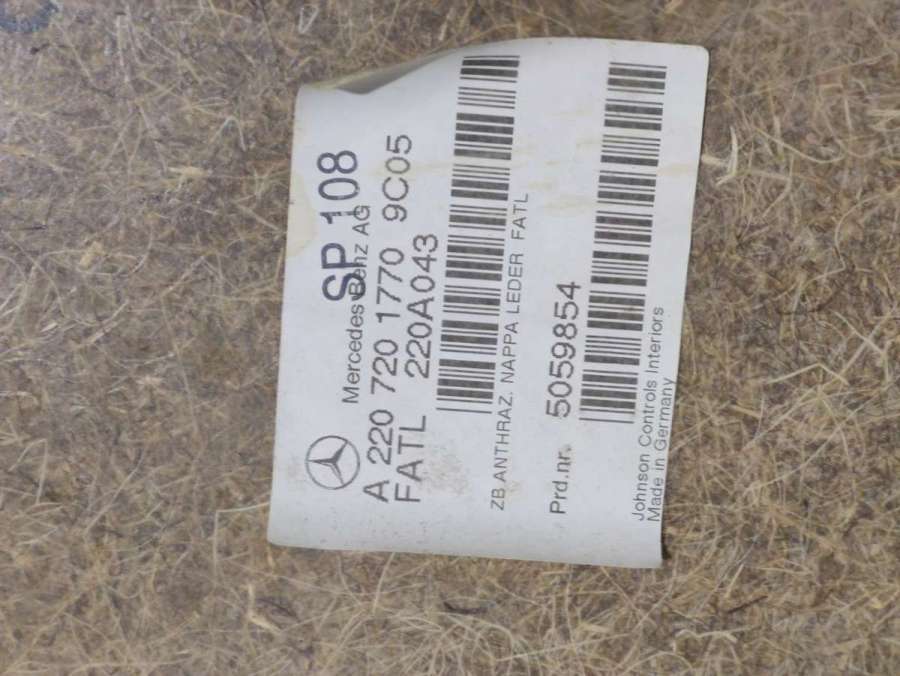 SP 108
Mercedes Benz AG
A 220 720 1770 9C05
FATL 220A043
ZB ANTHRAZ. NAPPA LEDER FATL
Prd.nr. 5059854
Johnson Controls Interiors
Made in Germany